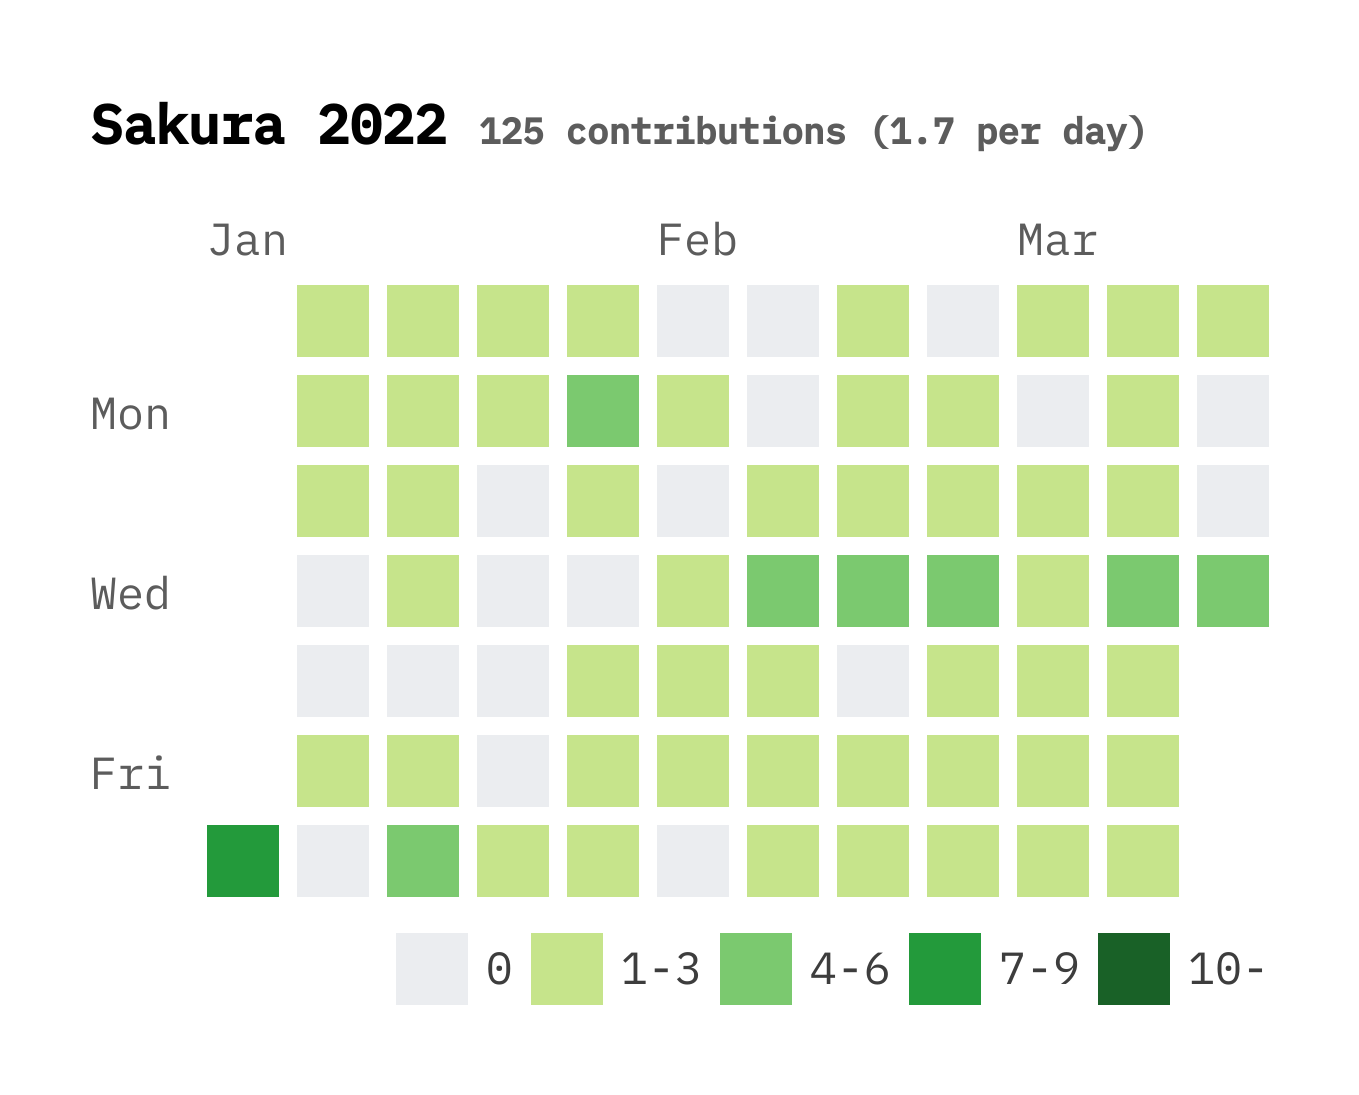 Sakura 2022 125 contributions (1.7 per day)
Jan Feb Mar
Mon
Wed
Fri
0 1-3 4-6 7-9 10-